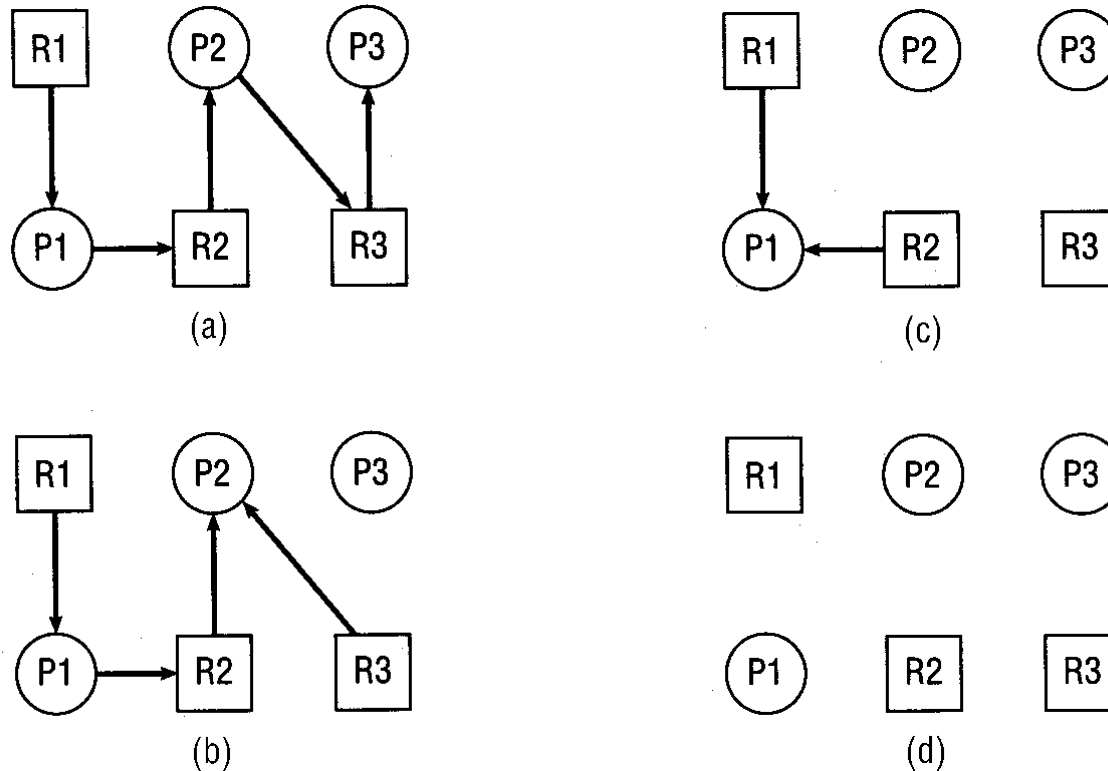 R1 P2 P3
P1 R2 R3
(a)
R1 P2 P3
P1 R2 R3
(b)
R1 P2 P3
P1 R2 R3
(c)
R1 P2 P3
P1 R2 R3
(d)